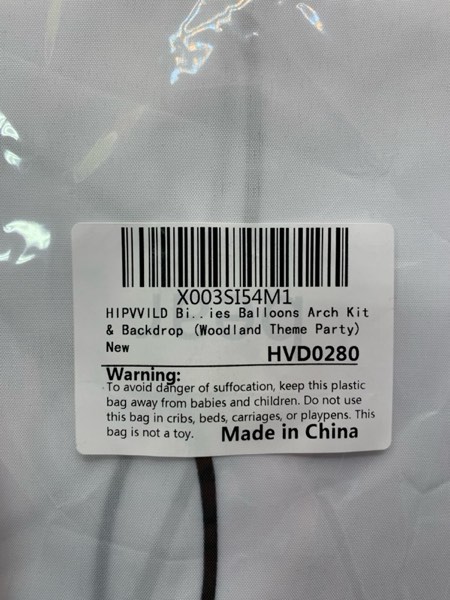 X003SI54M1
HIPVVILD Bi..ies Balloons Arch Kit
& Backdrop (Woodland Theme Party)
New
HVD0280
Warning:
To avoid danger of suffocation, keep this plastic
bag away from babies and children. Do not use
this bag in cribs, beds, carriages, or playpens. This
bag is not a toy.
Made in China